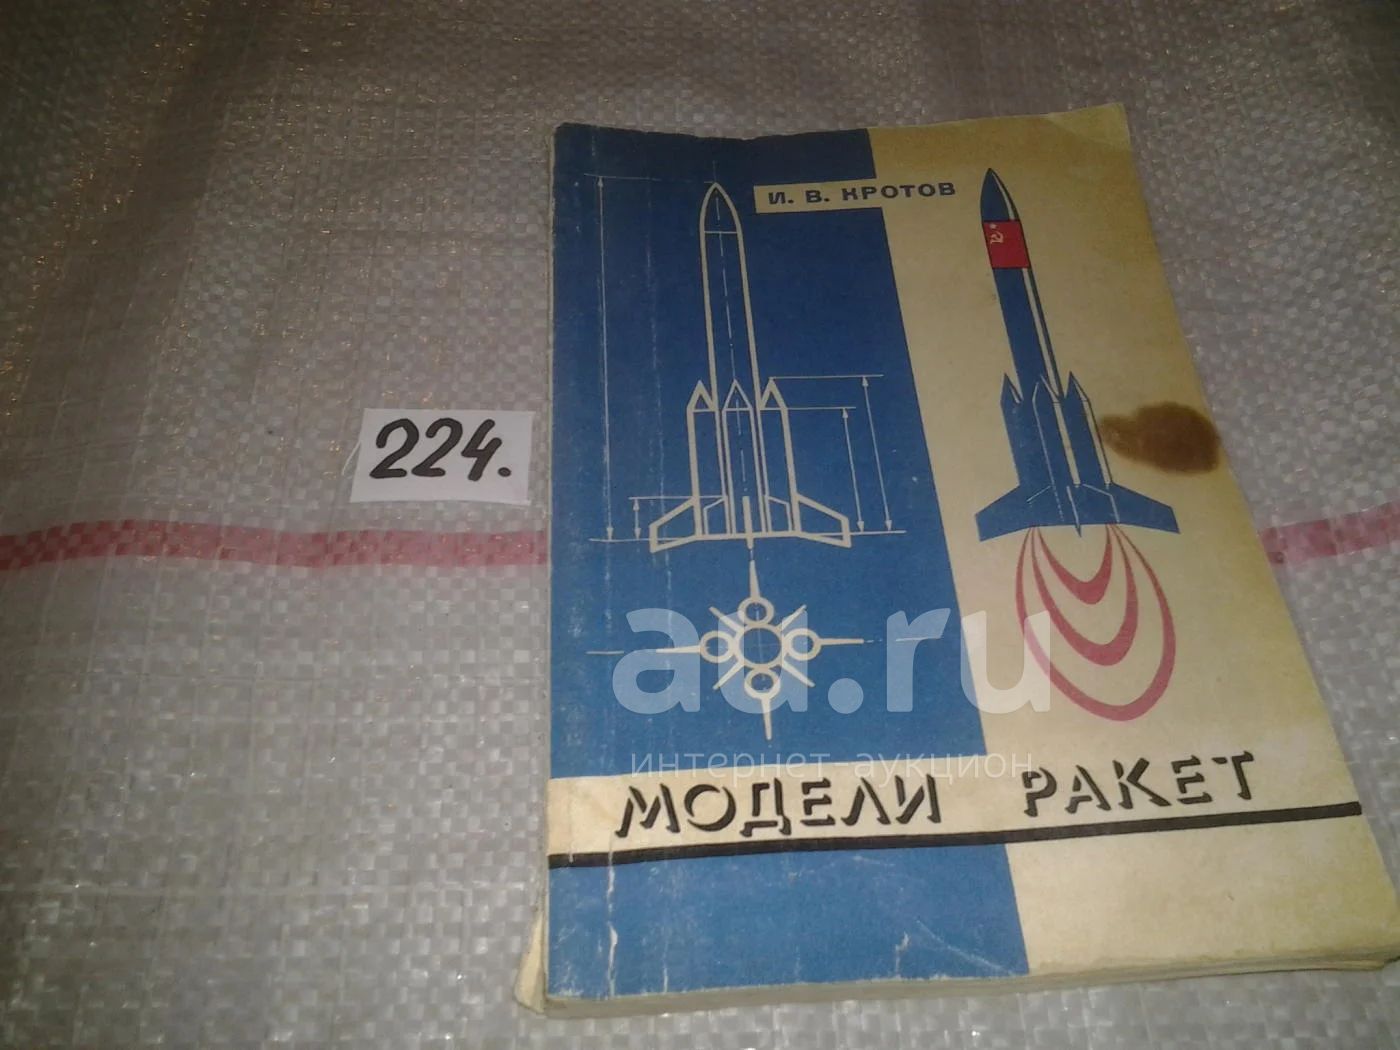 И. В. КРОТОВ
224.
au.ru
интернет-аукцион
МОДЕЛИ РАКЕТ